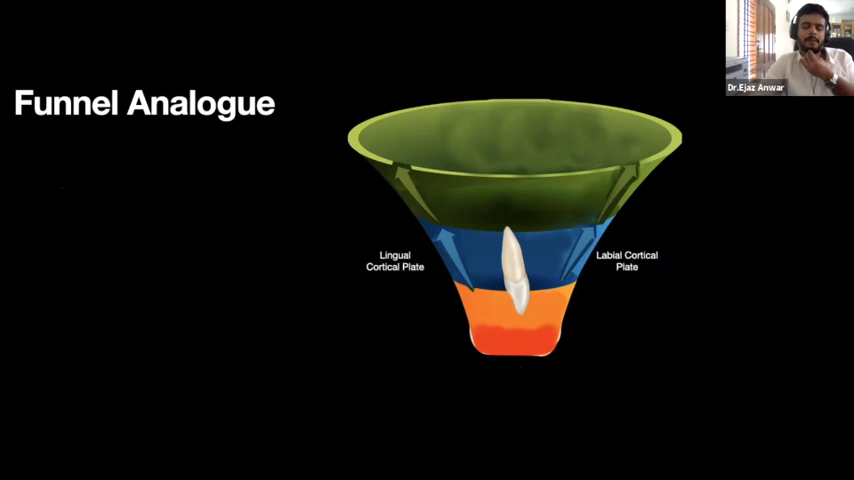 Dr.Ejaz Anwar
Funnel Analogue
Lingual
Cortical Plate
Labial Cortical
Plate